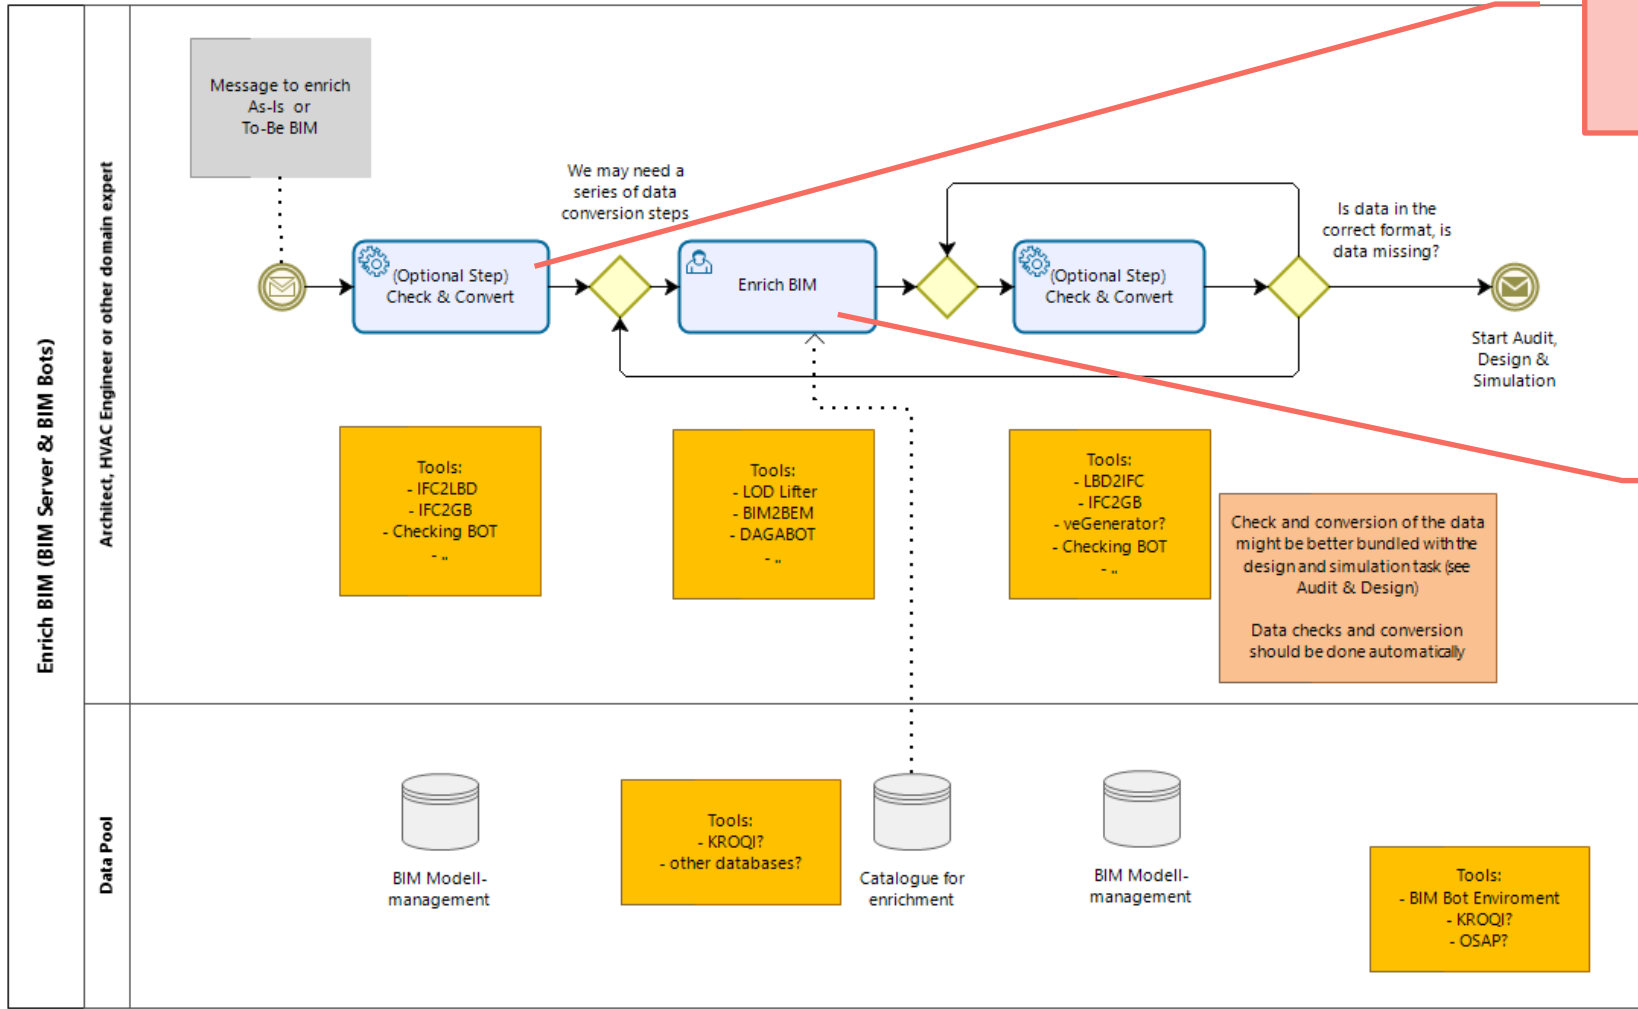 Enrich BIM (BIM Server & BIM Bots)
Architect, HVAC Engineer or other domain expert
Message to enrich
As-Is or
To-Be BIM
We may need a
series of data
conversion steps
(Optional Step)
Check & Convert
Enrich BIM
(Optional Step)
Check & Convert
Is data in the
correct format, is
data missing?
Start Audit,
Design &
Simulation
Tools:
- IFC2LBD
- IFC2GB
- Checking BOT
- ..
Tools:
- LOD Lifter
- BIM2BEM
- DAGABOT
- ..
Tools:
- LBD2IFC
- IFC2GB
- veGenerator?
- Checking BOT
- ..
Check and conversion of the data
might be better bundled with the
design and simulation task (see
Audit & Design)
Data checks and conversion
should be done automatically
Data Pool
BIM Modell-
management
Tools:
- KROQI?
- other databases?
Catalogue for
enrichment
BIM Modell-
management
Tools:
- BIM Bot Enviroment
- KROQI?
- OSAP?